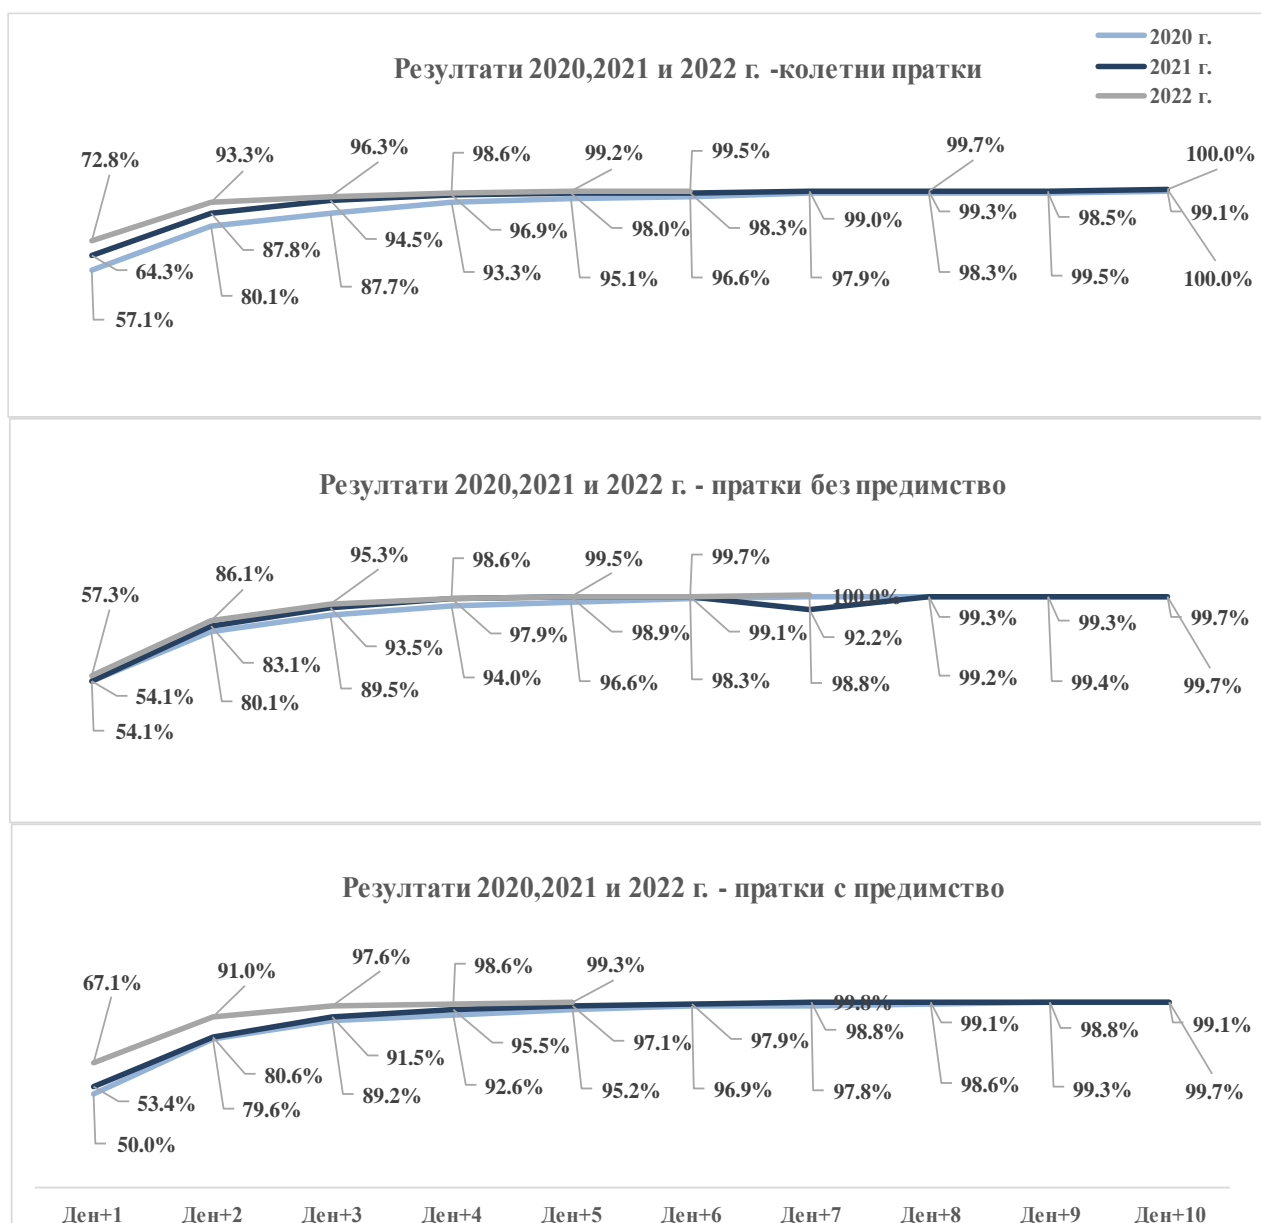 2020 г.
Резултати 2020,2021 и 2022 г. -колетни пратки
2021 г.
2022 г.
72.8% 93.3% 96.3% 98.6% 99.2% 99.5% 99.7% 100.0%
64.3% 87.8% 94.5% 96.9% 98.0% 98.3% 99.0% 99.3% 98.5% 99.1%
57.1% 80.1% 87.7% 93.3% 95.1% 96.6% 97.9% 98.3% 99.5% 100.0%
Резултати 2020,2021 и 2022 г. - пратки без предимство
57.3% 86.1% 95.3% 98.6% 99.5% 99.7% 100.0%
54.1% 83.1% 93.5% 97.9% 98.9% 99.1% 92.2% 99.3% 99.3% 99.7%
54.1% 80.1% 89.5% 94.0% 96.6% 98.3% 98.8% 99.2% 99.4% 99.7%
Резултати 2020,2021 и 2022 г. - пратки с предимство
67.1% 91.0% 97.6% 98.6% 99.3% 99.8%
53.4% 80.6% 91.5% 95.5% 97.1% 97.9% 98.8% 99.1% 98.8% 99.1%
50.0% 79.6% 89.2% 92.6% 95.2% 96.9% 97.8% 98.6% 99.3% 99.7%
Ден+1 Ден+2 Ден+3 Ден+4 Ден+5 Ден+6 Ден+7 Ден+8 Ден+9 Ден+10